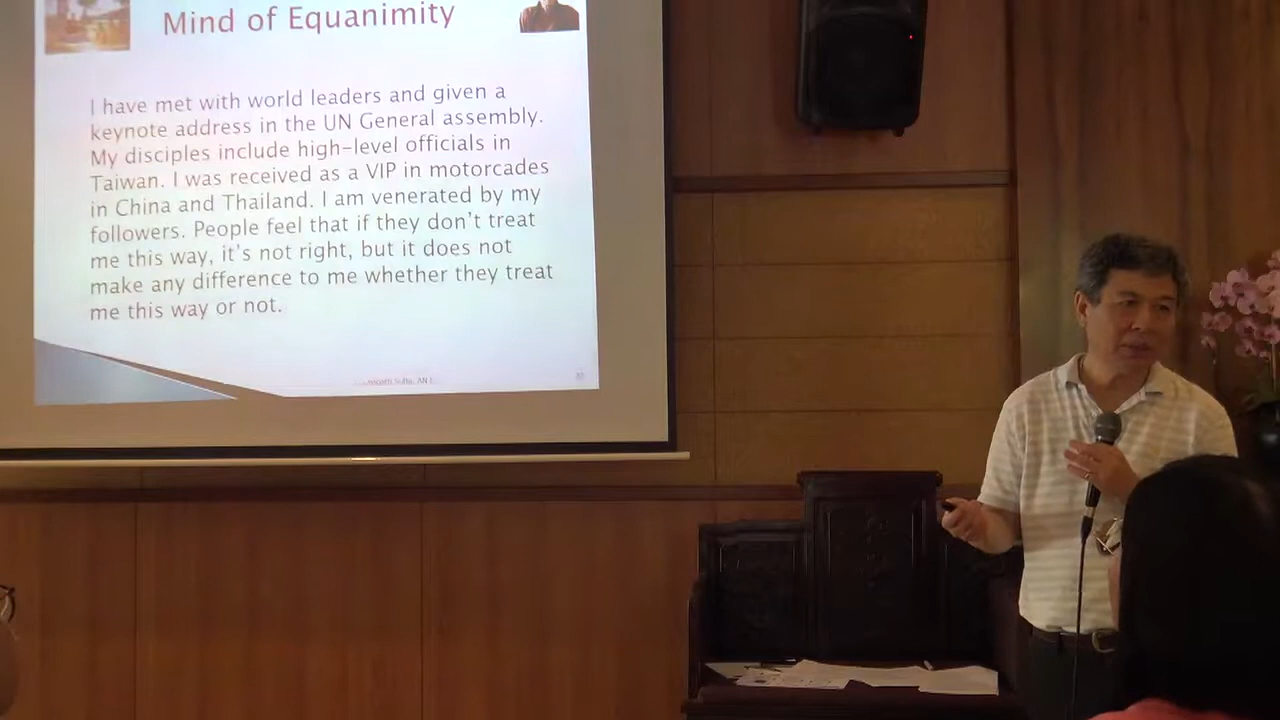 Mind of Equanimity
I have met with world leaders and given a
keynote address in the UN General assembly.
My disciples include high-level officials in
Taiwan. I was received as a VIP in motorcades
in China and Thailand. I am venerated by my
followers. People feel that if they don't treat
me this way, it's not right, but it does not
make any difference to me whether they treat
me this way or not.